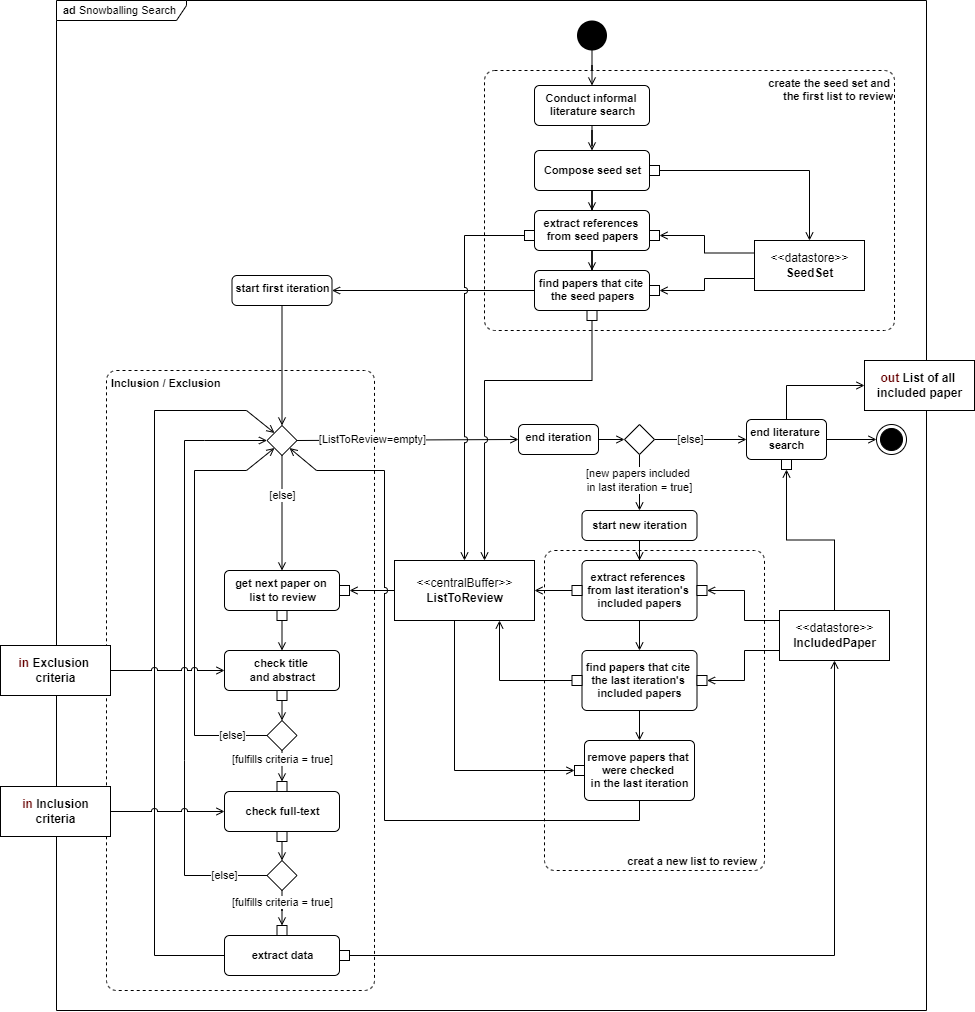 ad Snowballing Search
create the seed set and
the first list to review
Conduct informal
literature search
Compose seed set
extract references
from seed papers
<<datastore>>
SeedSet
find papers that cite
the seed papers
start first iteration
Inclusion / Exclusion
out List of all
included paper
[ListToReview=empty]
end iteration
[else]
end literature
search
[new papers included
in last iteration = true]
[else]
start new iteration
get next paper on
list to review
<<centralBuffer>>
ListToReview
extract references
from last iteration's
included papers
<<datastore>>
IncludedPaper
in Exclusion
criteria
check title
and abstract
find papers that cite
the last iteration's
included papers
[else]
[fulfills criteria = true]
remove papers that
were checked
in the last iteration
in Inclusion
criteria
check full-text
creat a new list to review
[else]
[fulfills criteria = true]
extract data